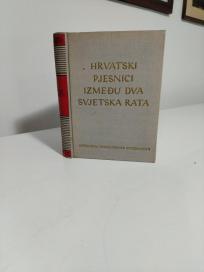 HRVATSKI
PJESNICI
IZMEĐU DVA
SVJETSKA RATA